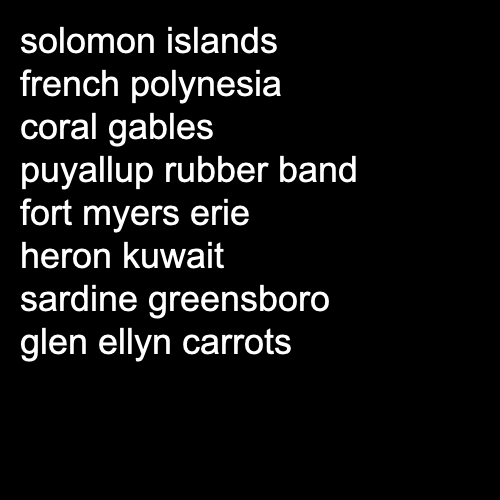 solomon islands
french polynesia
coral gables
puyallup rubber band
fort myers erie
heron kuwait
sardine greensboro
glen ellyn carrots